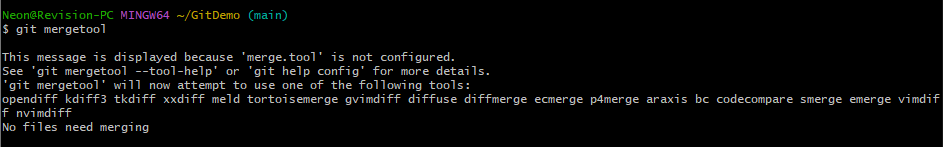 Neon@Revision-PC MINGW64 ~/GitDemo (main)
$ git mergetool
This message is displayed because 'merge.tool' is not configured.
See 'git mergetool --tool-help' or 'git help config' for more details.
'git mergetool' will now attempt to use one of the following tools:
opendiff kdiff3 tkdiff xxdiff meld tortoisemerge gvimdiff diffuse diffmerge ecmerge p4merge araxis bc codecompare smerge emerge vimdif
f nvimdiff
No files need merging